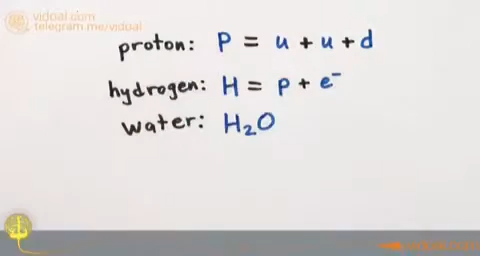 vidoal.com
telegram.me/vidoal
proton: P = u + u + d
hydrogen: H = p + e⁻
water: H₂O